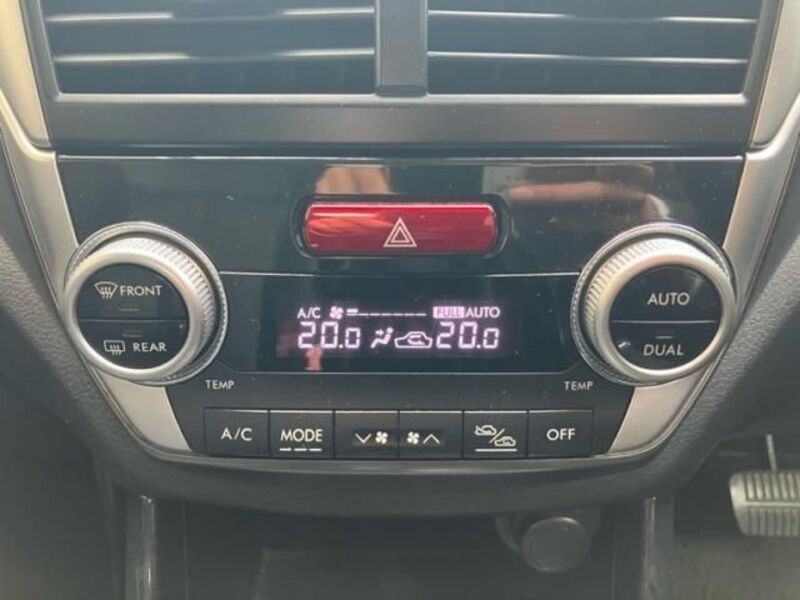 FRONT
REAR
A/C FULL AUTO
20.0 20.0
AUTO
DUAL
TEMP TEMP
A/C MODE OFF